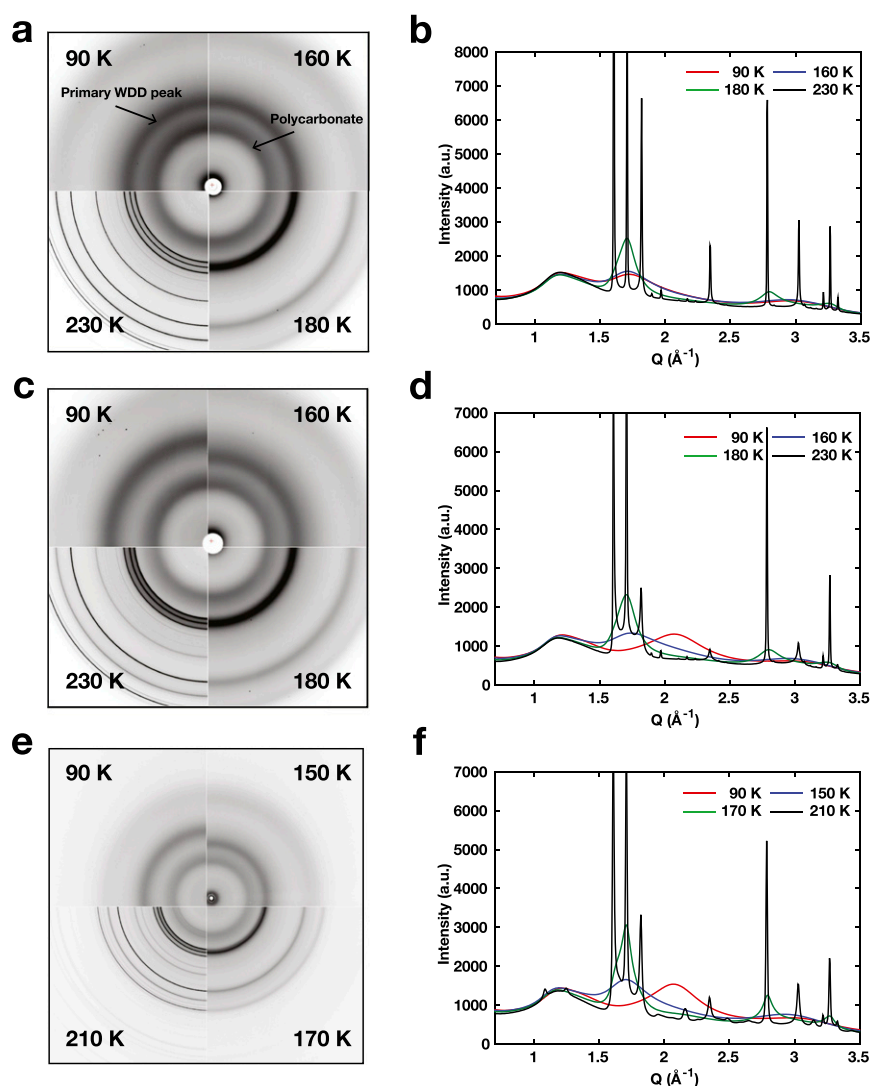 a
90 K 160 K
Primary WDD peak
Polycarbonate
230 K 180 K
b
8000
7000
6000
5000
4000
3000
2000
1000
0
Intensity (a.u.)
90 K 160 K
180 K 230 K
1 1.5 2 2.5 3 3.5
Q (Å-1)
c
90 K 160 K
230 K 180 K
d
7000
6000
5000
4000
3000
2000
1000
0
Intensity (a.u.)
90 K 160 K
180 K 230 K
1 1.5 2 2.5 3 3.5
Q (Å-1)
e
90 K 150 K
210 K 170 K
f
7000
6000
5000
4000
3000
2000
1000
0
Intensity (a.u.)
90 K 150 K
170 K 210 K
1 1.5 2 2.5 3 3.5
Q (Å-1)